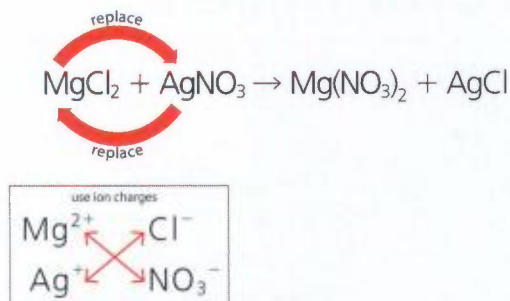 replace
MgCl₂ + AgNO₃ → Mg(NO₃)₂ + AgCl
replace
use ion charges
Mg²⁺ Cl⁻
Ag⁺ NO₃⁻